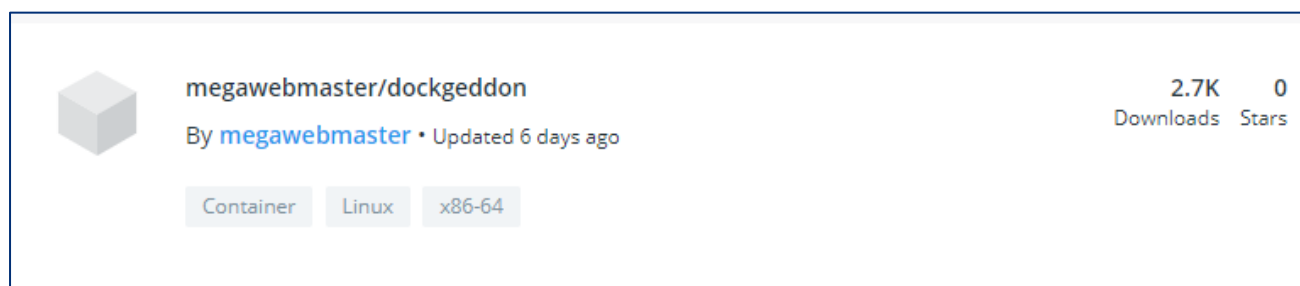 megawebmaster/dockgeddon
By megawebmaster • Updated 6 days ago
2.7K 0
Downloads Stars
Container Linux x86-64